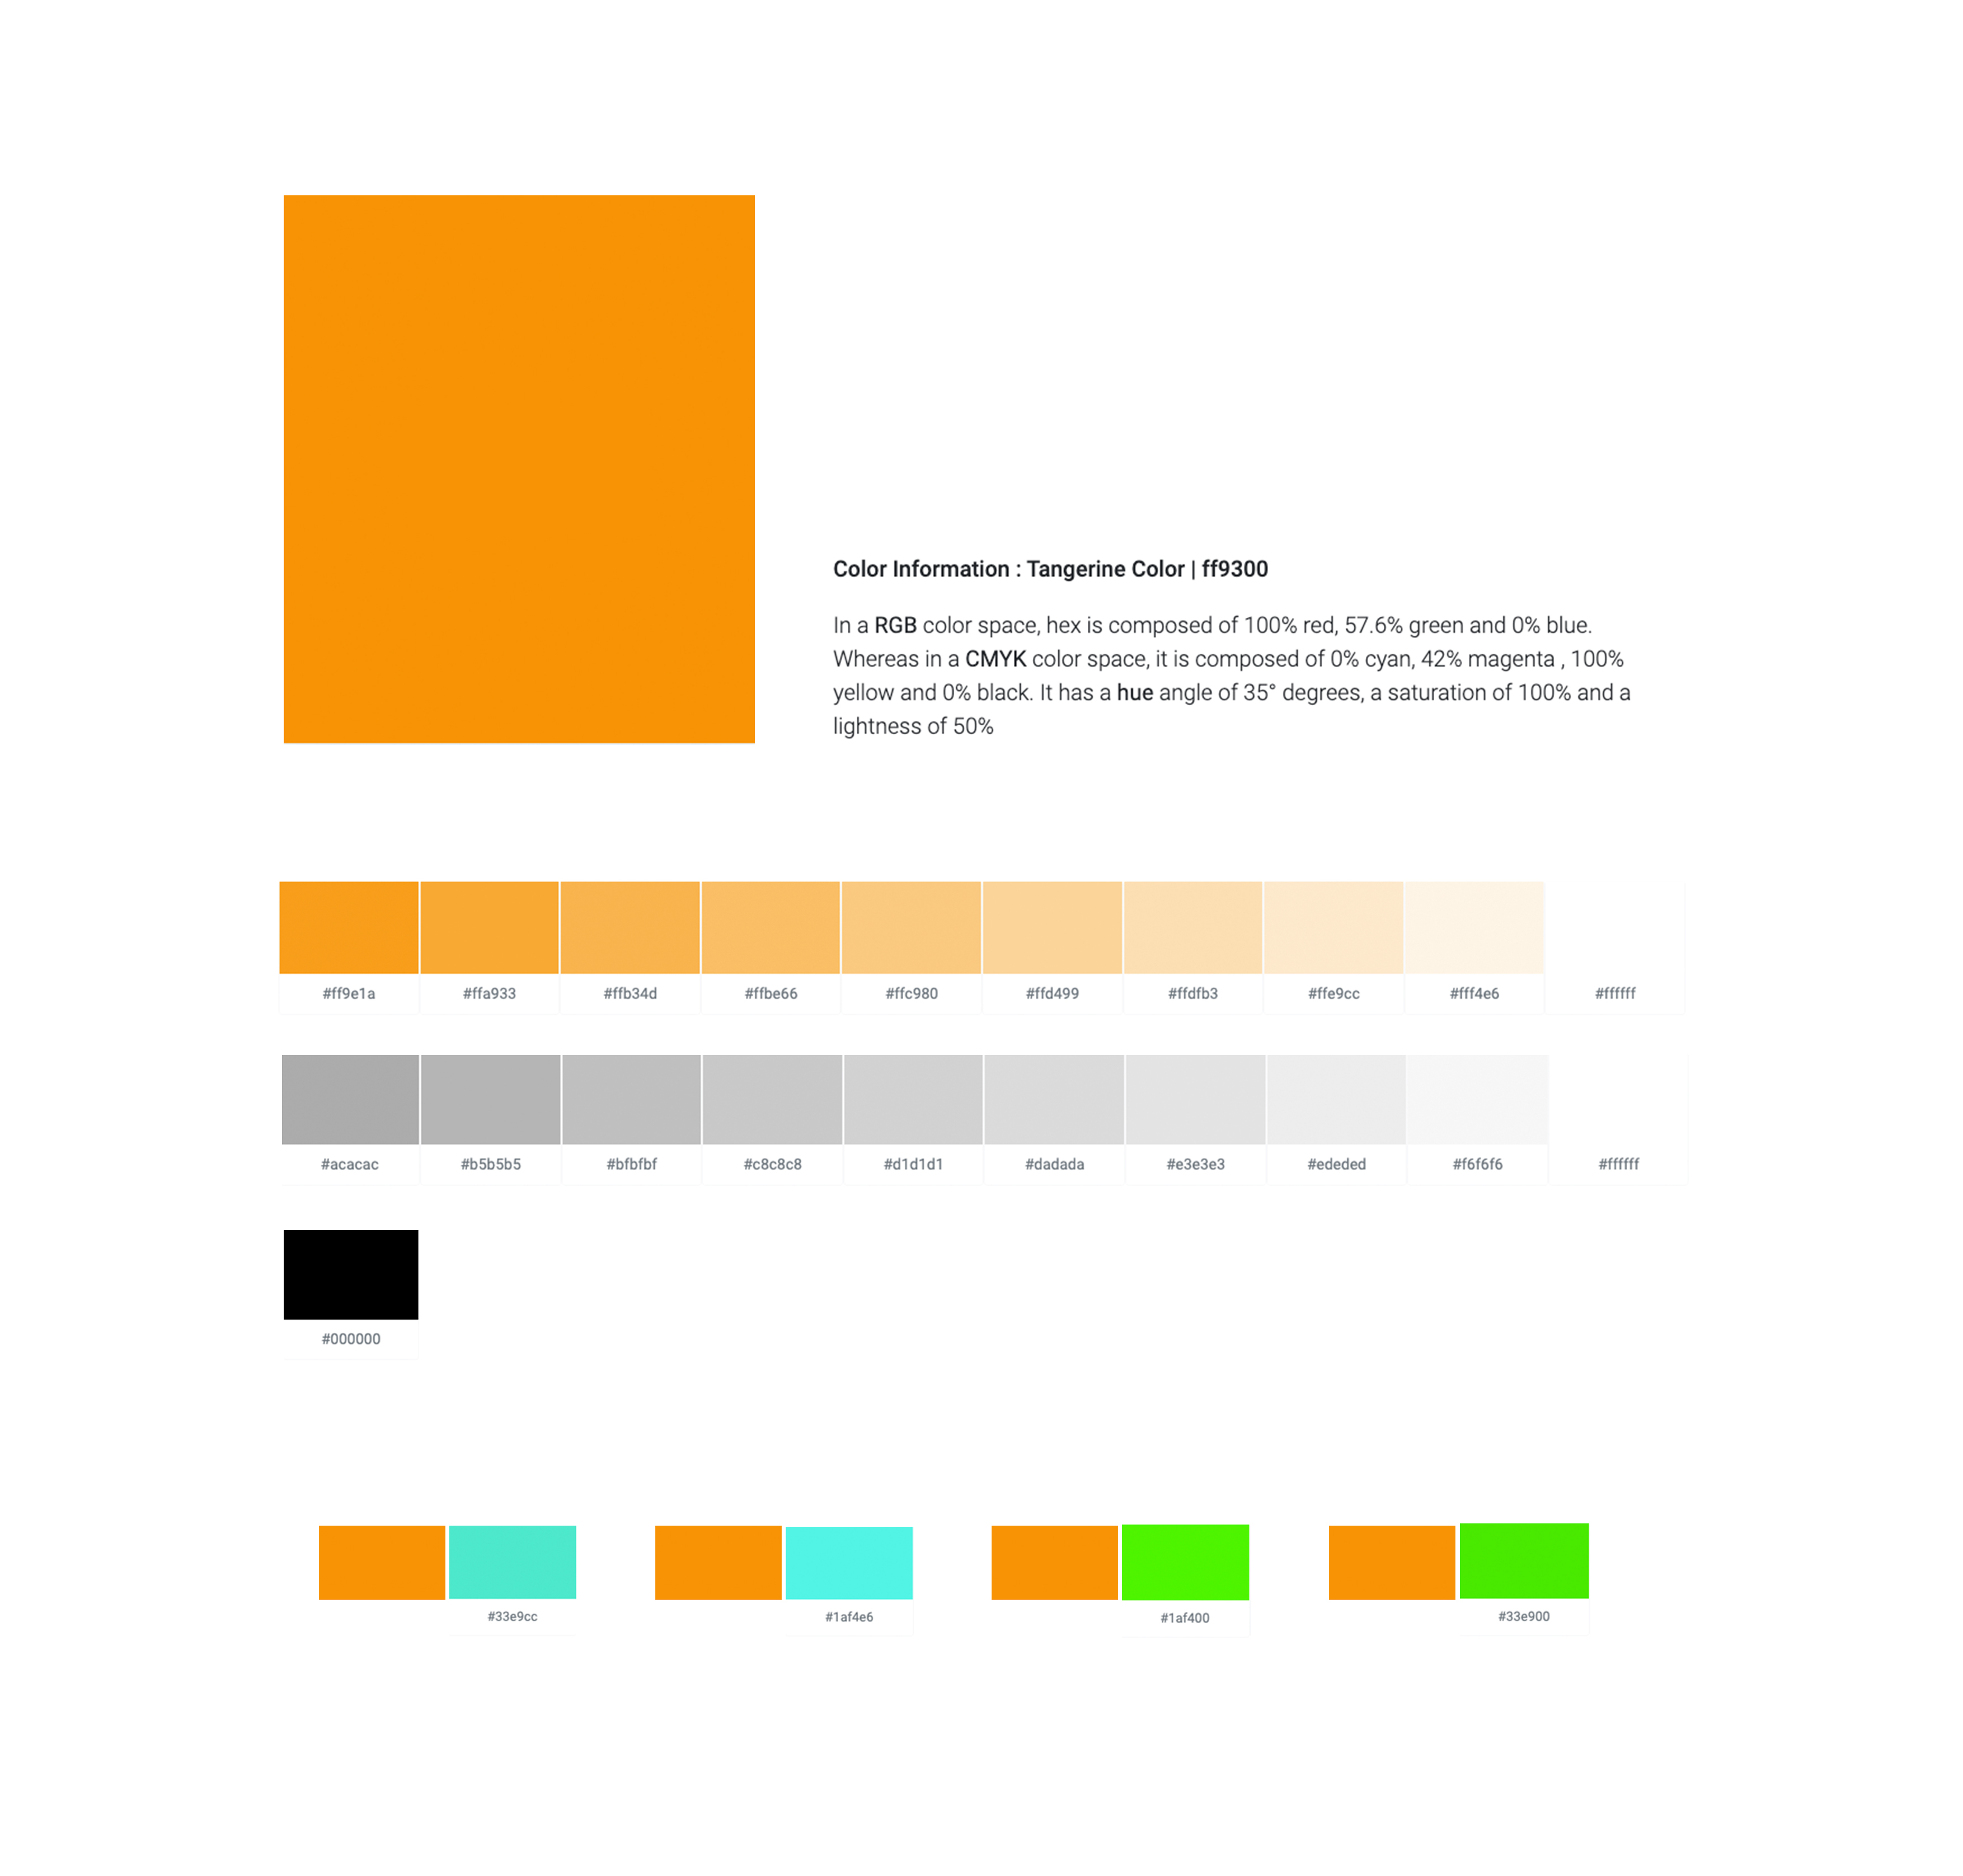 Color Information : Tangerine Color | ff9300
In a RGB color space, hex is composed of 100% red, 57.6% green and 0% blue.
Whereas in a CMYK color space, it is composed of 0% cyan, 42% magenta , 100%
yellow and 0% black. It has a hue angle of 35° degrees, a saturation of 100% and a
lightness of 50%
#ff9e1a #ffa933 #ffb34d #ffbe66 #ffc980 #ffd499 #ffdfb3 #ffe9cc #fff4e6 #ffffff
#acacac #b5b5b5 #bfbfbf #c8c8c8 #d1d1d1 #dadada #e3e3e3 #ededed #f6f6f6 #ffffff
#000000
#33e9cc #1af4e6 #1af400 #33e900